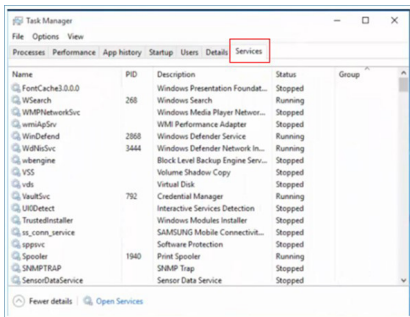 Task Manager
File Options View
Processes Performance App history Startup Users Details Services
Name PID Description Status Group
FontCache3.0.0.0 Windows Presentation Foundat... Stopped
WSearch 268 Windows Search Running
WMPNetworkSvc Windows Media Player Networ... Running
wmiApSrv WMI Performance Adapter Stopped
WinDefend 2868 Windows Defender Service Running
WdNisSvc 3444 Windows Defender Network In... Running
wbengine Block Level Backup Engine Serv... Stopped
VSS Volume Shadow Copy Stopped
vds Virtual Disk Stopped
VaultSvc 792 Credential Manager Running
UI0Detect Interactive Services Detection Stopped
TrustedInstaller Windows Modules Installer Stopped
ss_conn_service SAMSUNG Mobile Connectivit... Stopped
sppsvc Software Protection Stopped
Spooler 1940 Print Spooler Running
SNMPTRAP SNMP Trap Stopped
SensorDataService Sensor Data Service Stopped
Fewer details Open Services